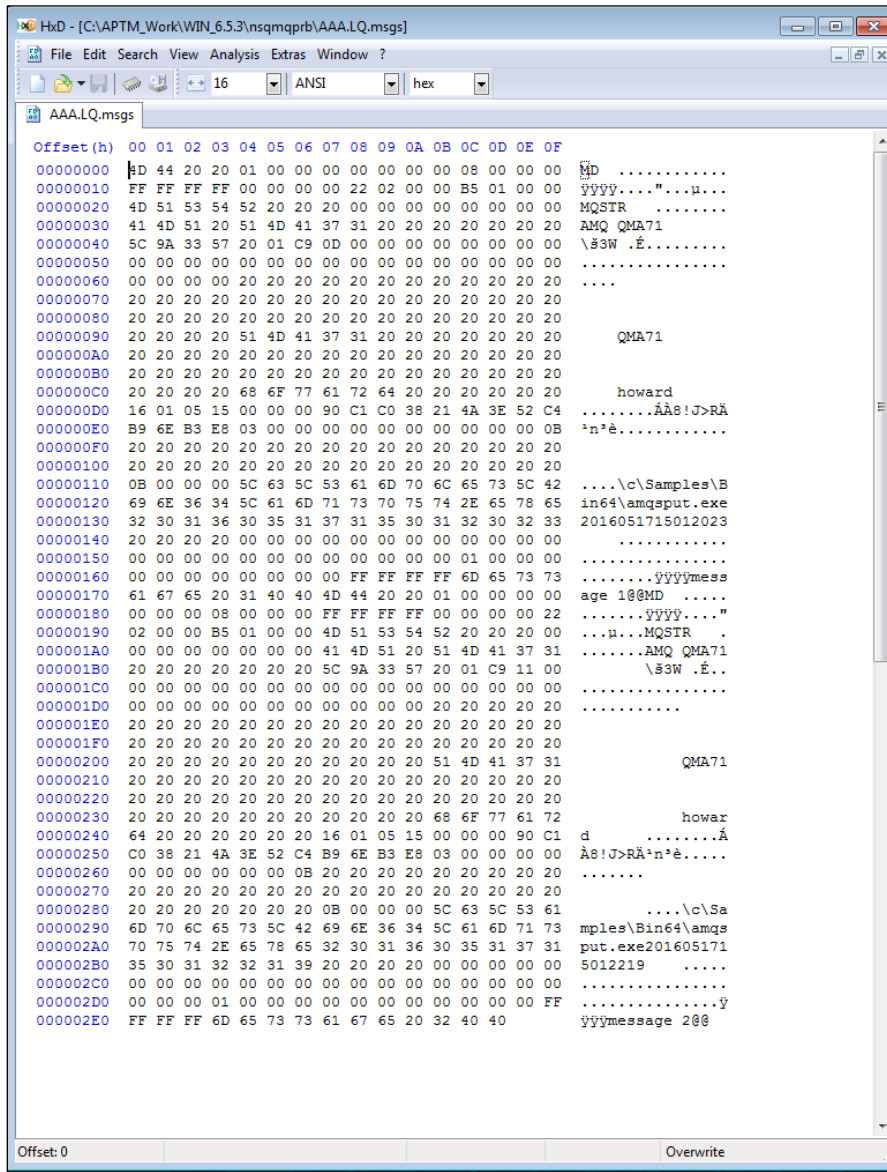 HxD - [C:\APTM_Work\WIN_6.5.3\nsqmqprb\AAA.LQ.msgs]
File Edit Search View Analysis Extras Window ?
16 ANSI hex
AAA.LQ.msgs
Offset(h) 00 01 02 03 04 05 06 07 08 09 0A 0B 0C 0D 0E 0F
00000000 4D 44 20 20 01 00 00 00 00 00 00 00 08 00 00 00 MD ............
00000010 FF FF FF FF 00 00 00 00 22 02 00 00 B5 01 00 00 ÿÿÿÿ...."...µ...
00000020 4D 51 53 54 52 20 20 20 00 00 00 00 00 00 00 00 MQSTR ........
00000030 41 4D 51 20 51 4D 41 37 31 20 20 20 20 20 20 20 AMQ QMA71
00000040 5C 9A 33 57 20 01 C9 0D 00 00 00 00 00 00 00 00 \š3W .É.........
00000050 00 00 00 00 00 00 00 00 00 00 00 00 00 00 00 00 ................
00000060 00 00 00 00 20 20 20 20 20 20 20 20 20 20 20 20 ....
00000070 20 20 20 20 20 20 20 20 20 20 20 20 20 20 20 20
00000080 20 20 20 20 20 20 20 20 20 20 20 20 20 20 20 20
00000090 20 20 20 20 51 4D 41 37 31 20 20 20 20 20 20 20 QMA71
000000A0 20 20 20 20 20 20 20 20 20 20 20 20 20 20 20 20
000000B0 20 20 20 20 20 20 20 20 20 20 20 20 20 20 20 20
000000C0 20 20 20 20 68 6F 77 61 72 64 20 20 20 20 20 20 howard
000000D0 16 01 05 15 00 00 00 90 C1 C0 38 21 4A 3E 52 C4 ........ÁÀ8!J>RÄ
000000E0 B9 6E B3 E8 03 00 00 00 00 00 00 00 00 00 00 0B ¹n³è............
000000F0 20 20 20 20 20 20 20 20 20 20 20 20 20 20 20 20
00000100 20 20 20 20 20 20 20 20 20 20 20 20 20 20 20 20
00000110 0B 00 00 00 5C 63 5C 53 61 6D 70 6C 65 73 5C 42 ....\c\Samples\B
00000120 69 6E 36 34 5C 61 6D 71 73 70 75 74 2E 65 78 65 in64\amqsput.exe
00000130 32 30 31 36 30 35 31 37 31 35 30 31 32 30 32 33 2016051715012023
00000140 20 20 20 20 00 00 00 00 00 00 00 00 00 00 00 00 ............
00000150 00 00 00 00 00 00 00 00 00 00 00 00 01 00 00 00 ................
00000160 00 00 00 00 00 00 00 00 FF FF FF FF 6D 65 73 73 ........ÿÿÿÿmess
00000170 61 67 65 20 31 40 40 4D 44 20 20 01 00 00 00 00 age 1@@MD .....
00000180 00 00 00 08 00 00 00 FF FF FF FF 00 00 00 00 22 .......ÿÿÿÿ...."
00000190 02 00 00 B5 01 00 00 4D 51 53 54 52 20 20 20 00 ...µ...MQSTR .
000001A0 00 00 00 00 00 00 00 41 4D 51 20 51 4D 41 37 31 .......AMQ QMA71
000001B0 20 20 20 20 20 20 20 5C 9A 33 57 20 01 C9 11 00 \š3W .É..
000001C0 00 00 00 00 00 00 00 00 00 00 00 00 00 00 00 00 ................
000001D0 00 00 00 00 00 00 00 00 00 00 00 20 20 20 20 20 ...........
000001E0 20 20 20 20 20 20 20 20 20 20 20 20 20 20 20 20
000001F0 20 20 20 20 20 20 20 20 20 20 20 20 20 20 20 20
00000200 20 20 20 20 20 20 20 20 20 20 20 51 4D 41 37 31 QMA71
00000210 20 20 20 20 20 20 20 20 20 20 20 20 20 20 20 20
00000220 20 20 20 20 20 20 20 20 20 20 20 20 20 20 20 20
00000230 20 20 20 20 20 20 20 20 20 20 20 68 6F 77 61 72 howar
00000240 64 20 20 20 20 20 20 16 01 05 15 00 00 00 90 C1 d ........Á
00000250 C0 38 21 4A 3E 52 C4 B9 6E B3 E8 03 00 00 00 00 À8!J>RÄ¹n³è.....
00000260 00 00 00 00 00 00 0B 20 20 20 20 20 20 20 20 20 .......
00000270 20 20 20 20 20 20 20 20 20 20 20 20 20 20 20 20
00000280 20 20 20 20 20 20 20 0B 00 00 00 5C 63 5C 53 61 ....\c\Sa
00000290 6D 70 6C 65 73 5C 42 69 6E 36 34 5C 61 6D 71 73 mples\Bin64\amqs
000002A0 70 75 74 2E 65 78 65 32 30 31 36 30 35 31 37 31 put.exe201605171
000002B0 35 30 31 32 32 31 39 20 20 20 20 00 00 00 00 00 5012219 .....
000002C0 00 00 00 00 00 00 00 00 00 00 00 00 00 00 00 00 ................
000002D0 00 00 00 01 00 00 00 00 00 00 00 00 00 00 00 FF ...............ÿ
000002E0 FF FF FF 6D 65 73 73 61 67 65 20 32 40 40 ÿÿÿmessage 2@@
Offset: 0 Overwrite